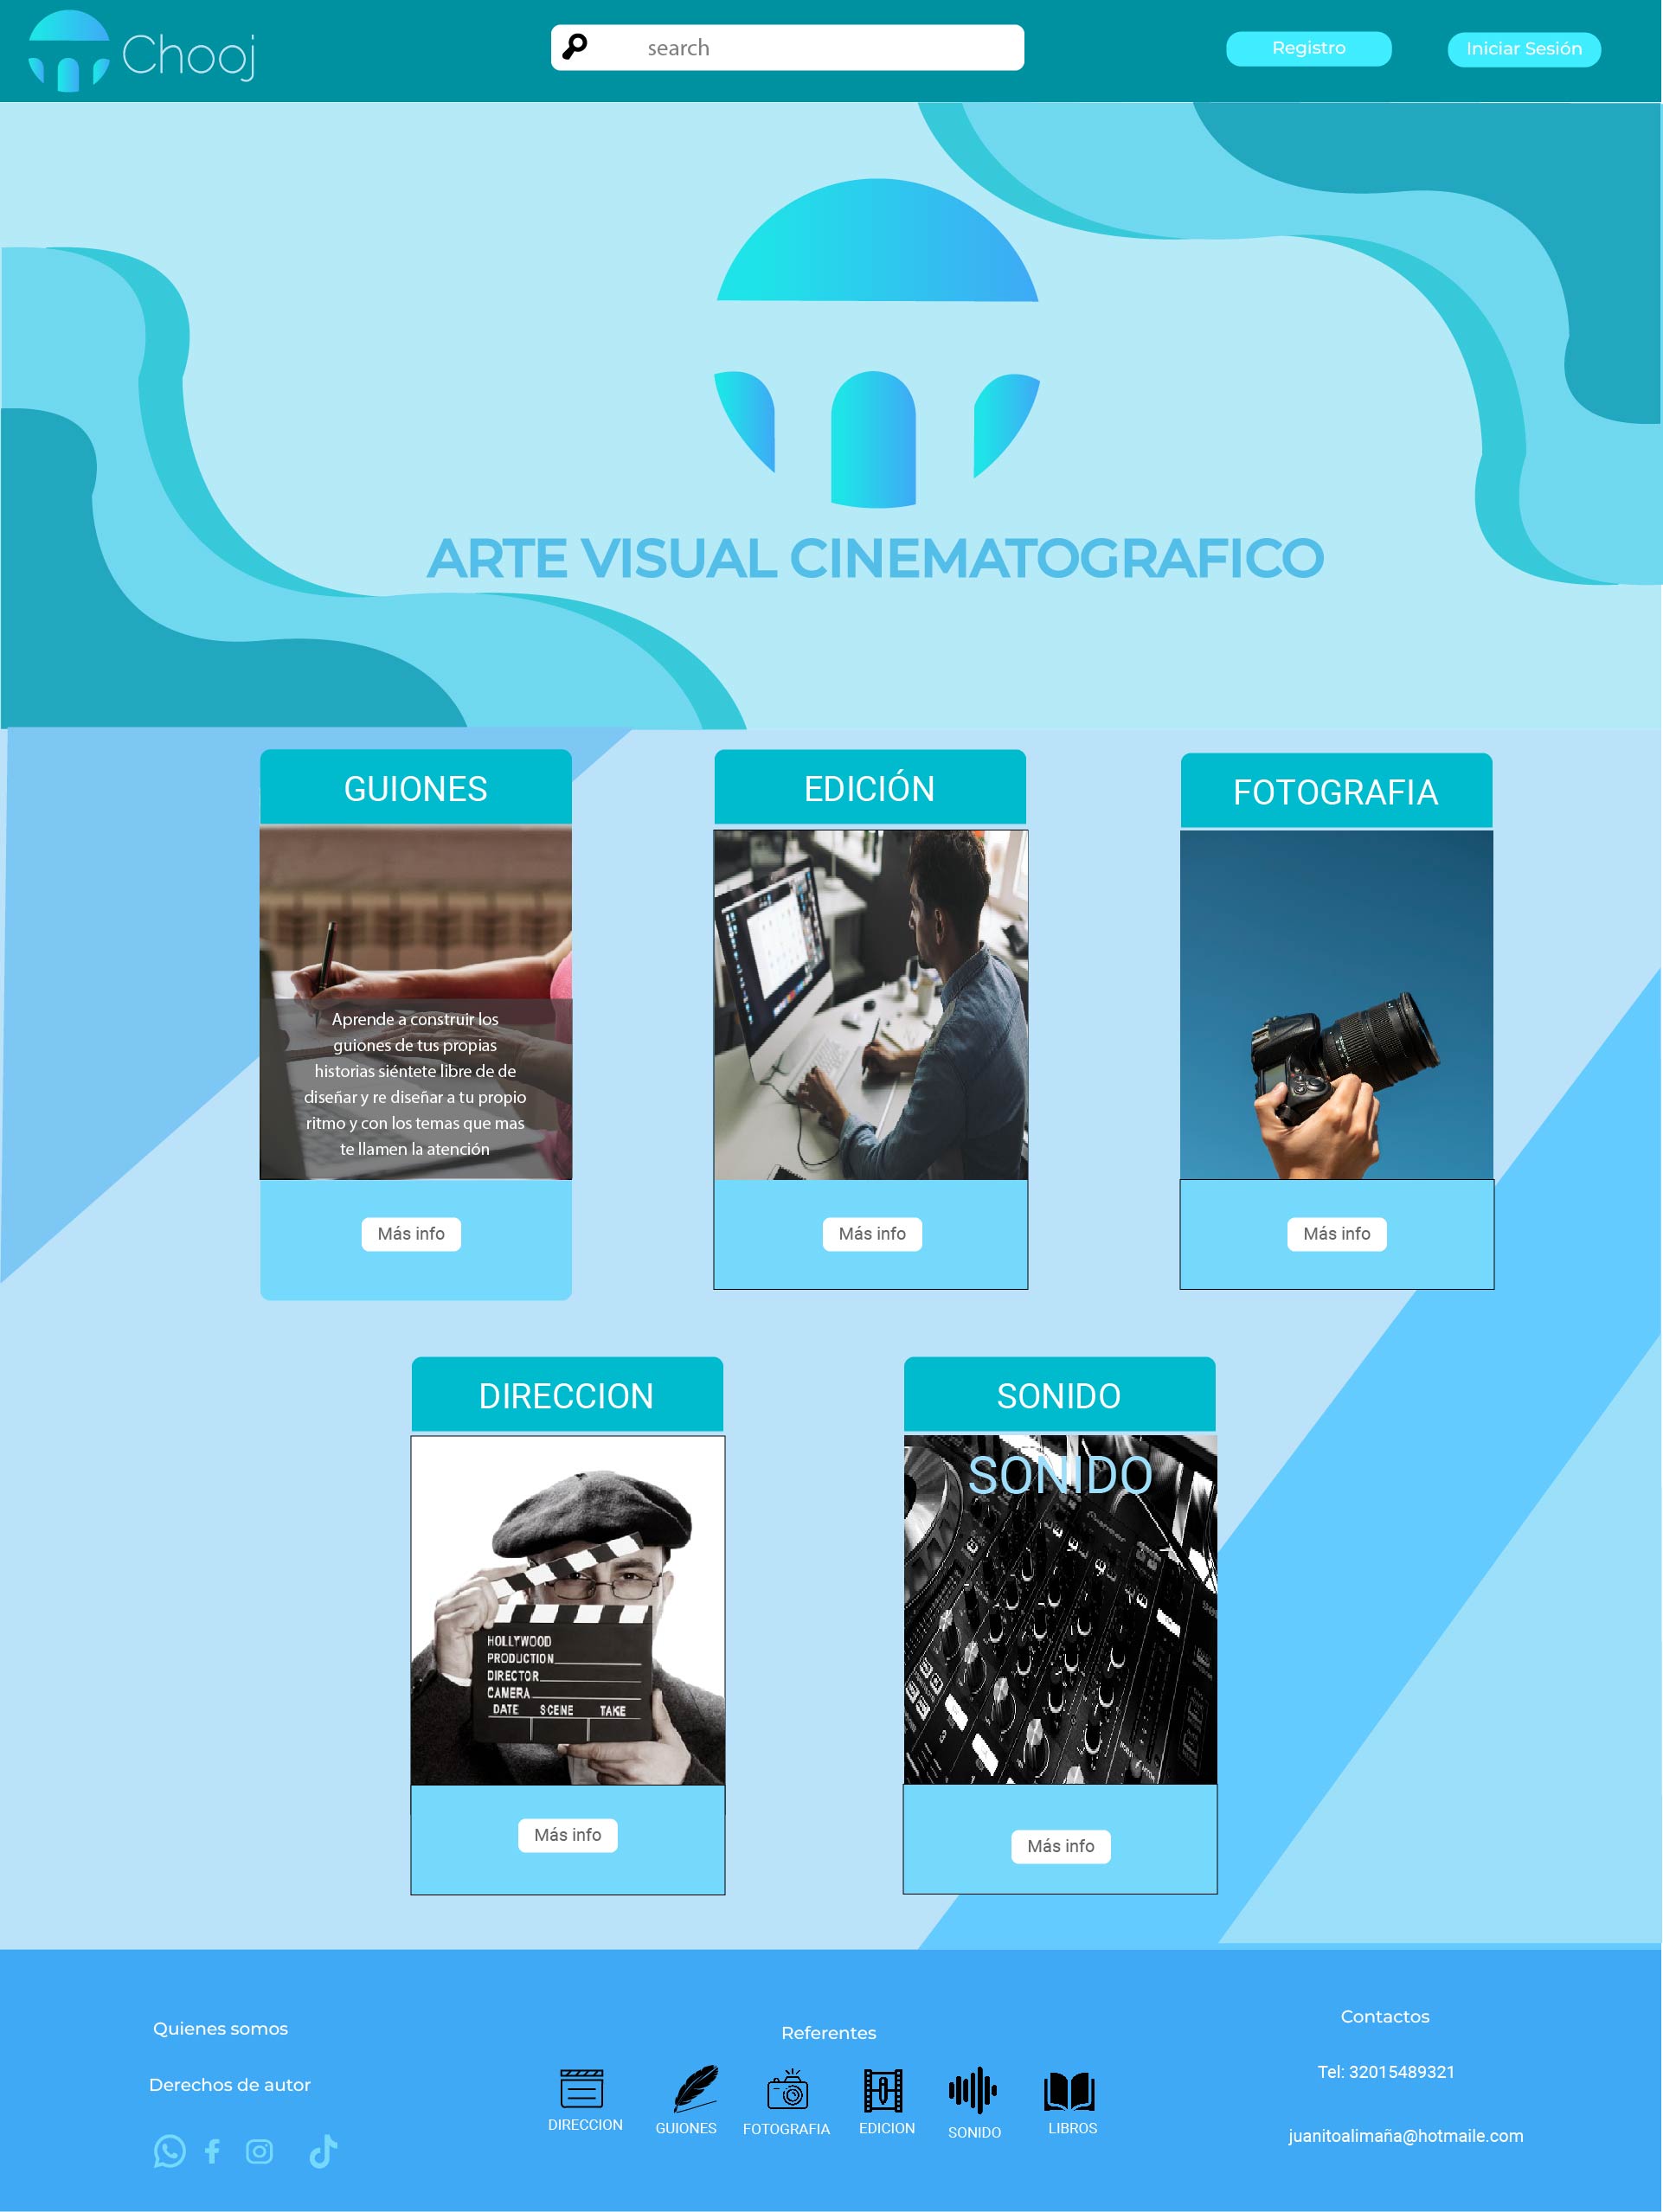 Chooj
search
Registro
Iniciar Sesión
ARTE VISUAL CINEMATOGRAFICO
GUIONES
EDICIÓN
FOTOGRAFIA
Aprende a construir los
guiones de tus propias
historias siéntete libre de de
diseñar y re diseñar a tu propio
ritmo y con los temas que mas
te llamen la atención
Más info
Más info
Más info
DIRECCION
SONIDO
SONIDO
HOLLYWOOD
PRODUCTION
DIRECTOR
CAMERA
DATE SCENE TAKE
Más info
Más info
Quienes somos
Derechos de autor
Referentes
DIRECCION
GUIONES
FOTOGRAFIA
EDICION
SONIDO
LIBROS
Contactos
Tel: 32015489321
juanitoalimaña@hotmaile.com